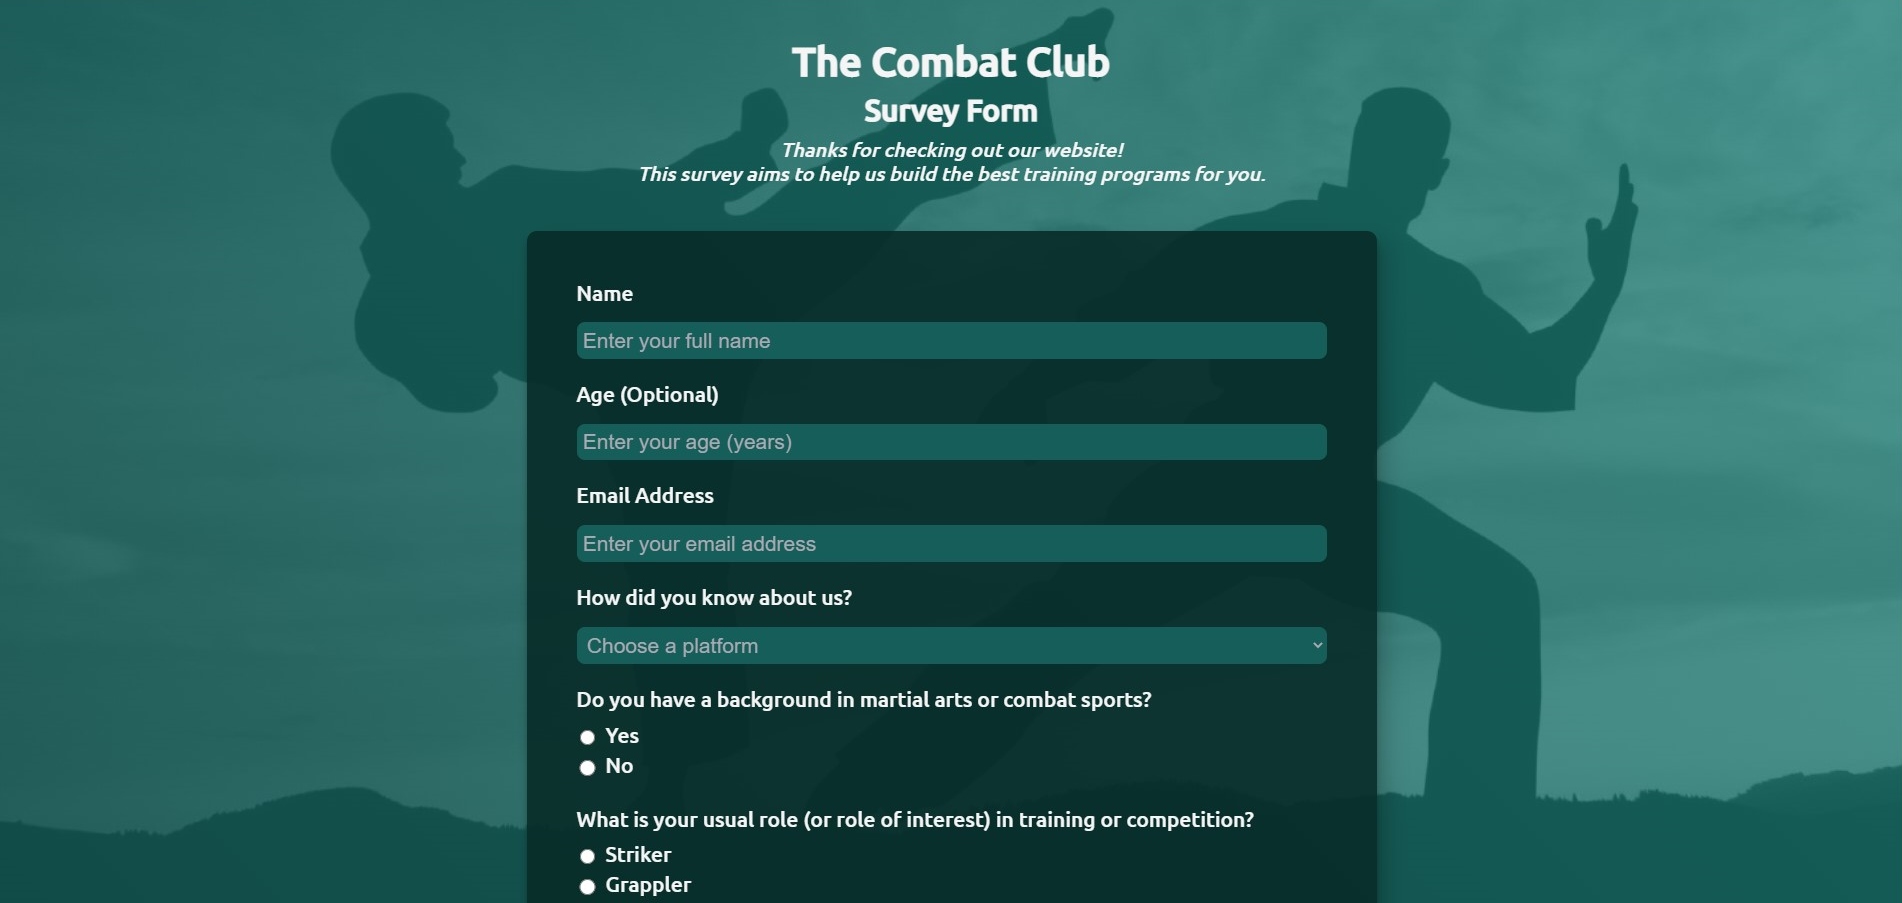 The Combat Club
Survey Form
Thanks for checking out our website!
This survey aims to help us build the best training programs for you.
Name
Enter your full name
Age (Optional)
Enter your age (years)
Email Address
Enter your email address
How did you know about us?
Choose a platform
Do you have a background in martial arts or combat sports?
Yes
No
What is your usual role (or role of interest) in training or competition?
Striker
Grappler